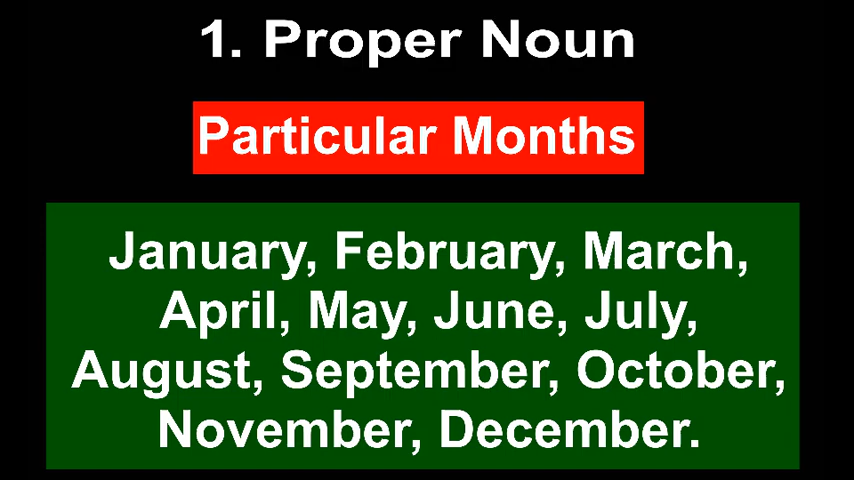 1. Proper Noun
Particular Months
January, February, March,
April, May, June, July,
August, September, October,
November, December.